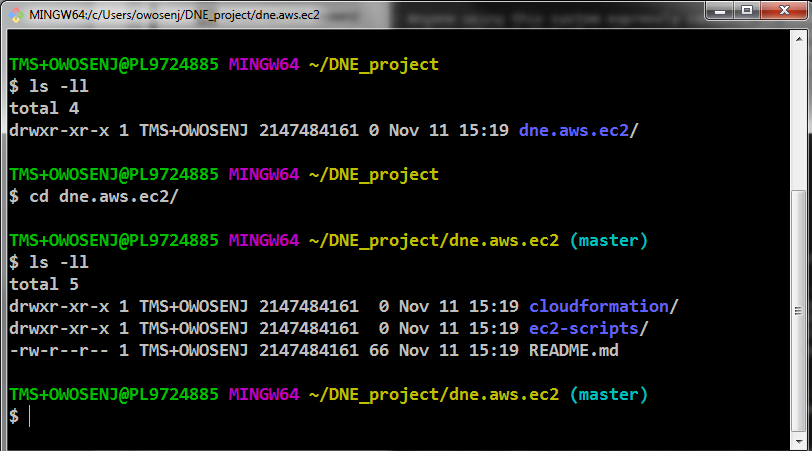 MINGW64:/c/Users/owosenj/DNE_project/dne.aws.ec2
TMS+OWOSENJ@PL9724885 MINGW64 ~/DNE_project
$ ls -ll
total 4
drwxr-xr-x 1 TMS+OWOSENJ 2147484161 0 Nov 11 15:19 dne.aws.ec2/
TMS+OWOSENJ@PL9724885 MINGW64 ~/DNE_project
$ cd dne.aws.ec2/
TMS+OWOSENJ@PL9724885 MINGW64 ~/DNE_project/dne.aws.ec2 (master)
$ ls -ll
total 5
drwxr-xr-x 1 TMS+OWOSENJ 2147484161  0 Nov 11 15:19 cloudformation/
drwxr-xr-x 1 TMS+OWOSENJ 2147484161  0 Nov 11 15:19 ec2-scripts/
-rw-r--r-- 1 TMS+OWOSENJ 2147484161 66 Nov 11 15:19 README.md
TMS+OWOSENJ@PL9724885 MINGW64 ~/DNE_project/dne.aws.ec2 (master)
$